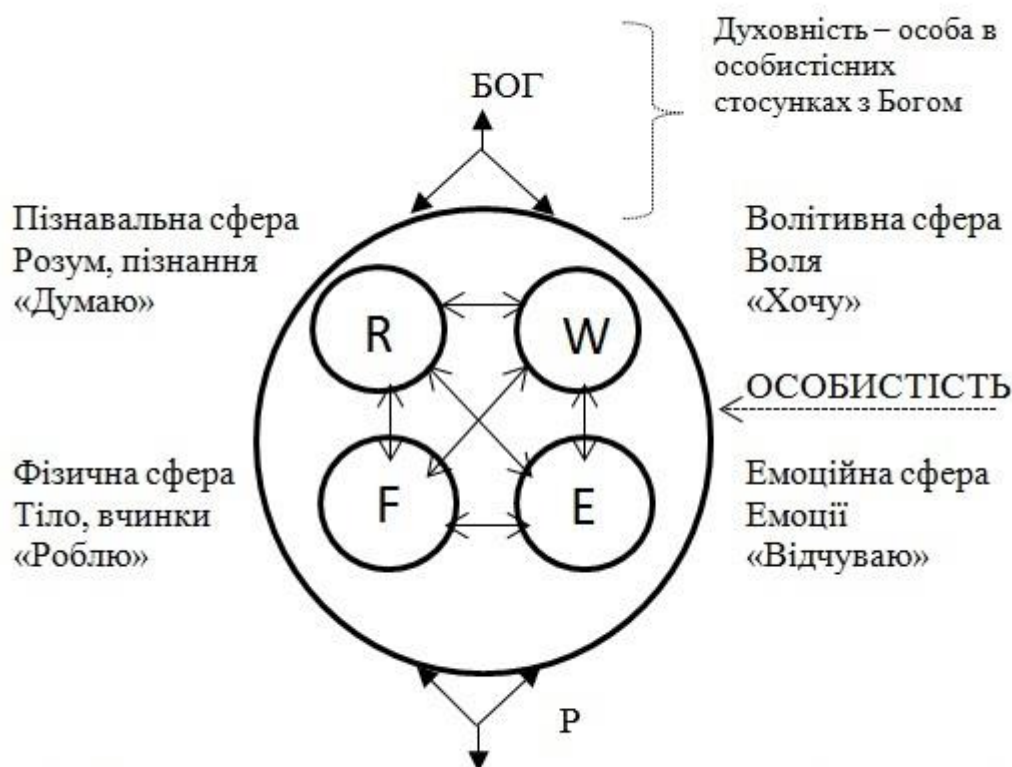 Духовність – особа в
особистісних
стосунках з Богом
БОГ
Пізнавальна сфера
Розум, пізнання
«Думаю»
Волітивна сфера
Воля
«Хочу»
R
W
ОСОБИСТІСТЬ
Фізична сфера
Тіло, вчинки
«Роблю»
F
E
Емоційна сфера
Емоції
«Відчуваю»
Р